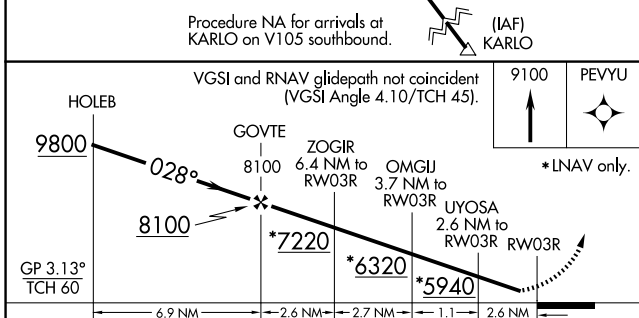 Procedure NA for arrivals at
KARLO on V105 southbound.
(IAF)
KARLO
VGSI and RNAV glidepath not coincident
(VGSI Angle 4.10/TCH 45).
9100
PEVYU
*LNAV only.
HOLEB
9800
028°
GOVTE
8100
8100
ZOGIR
6.4 NM to
RW03R
*7220
OMGIJ
3.7 NM to
RW03R
*6320
UYOSA
2.6 NM to
RW03R
*5940
RW03R
GP 3.13°
TCH 60
6.9 NM
2.6 NM
2.7 NM
1.1
2.6 NM